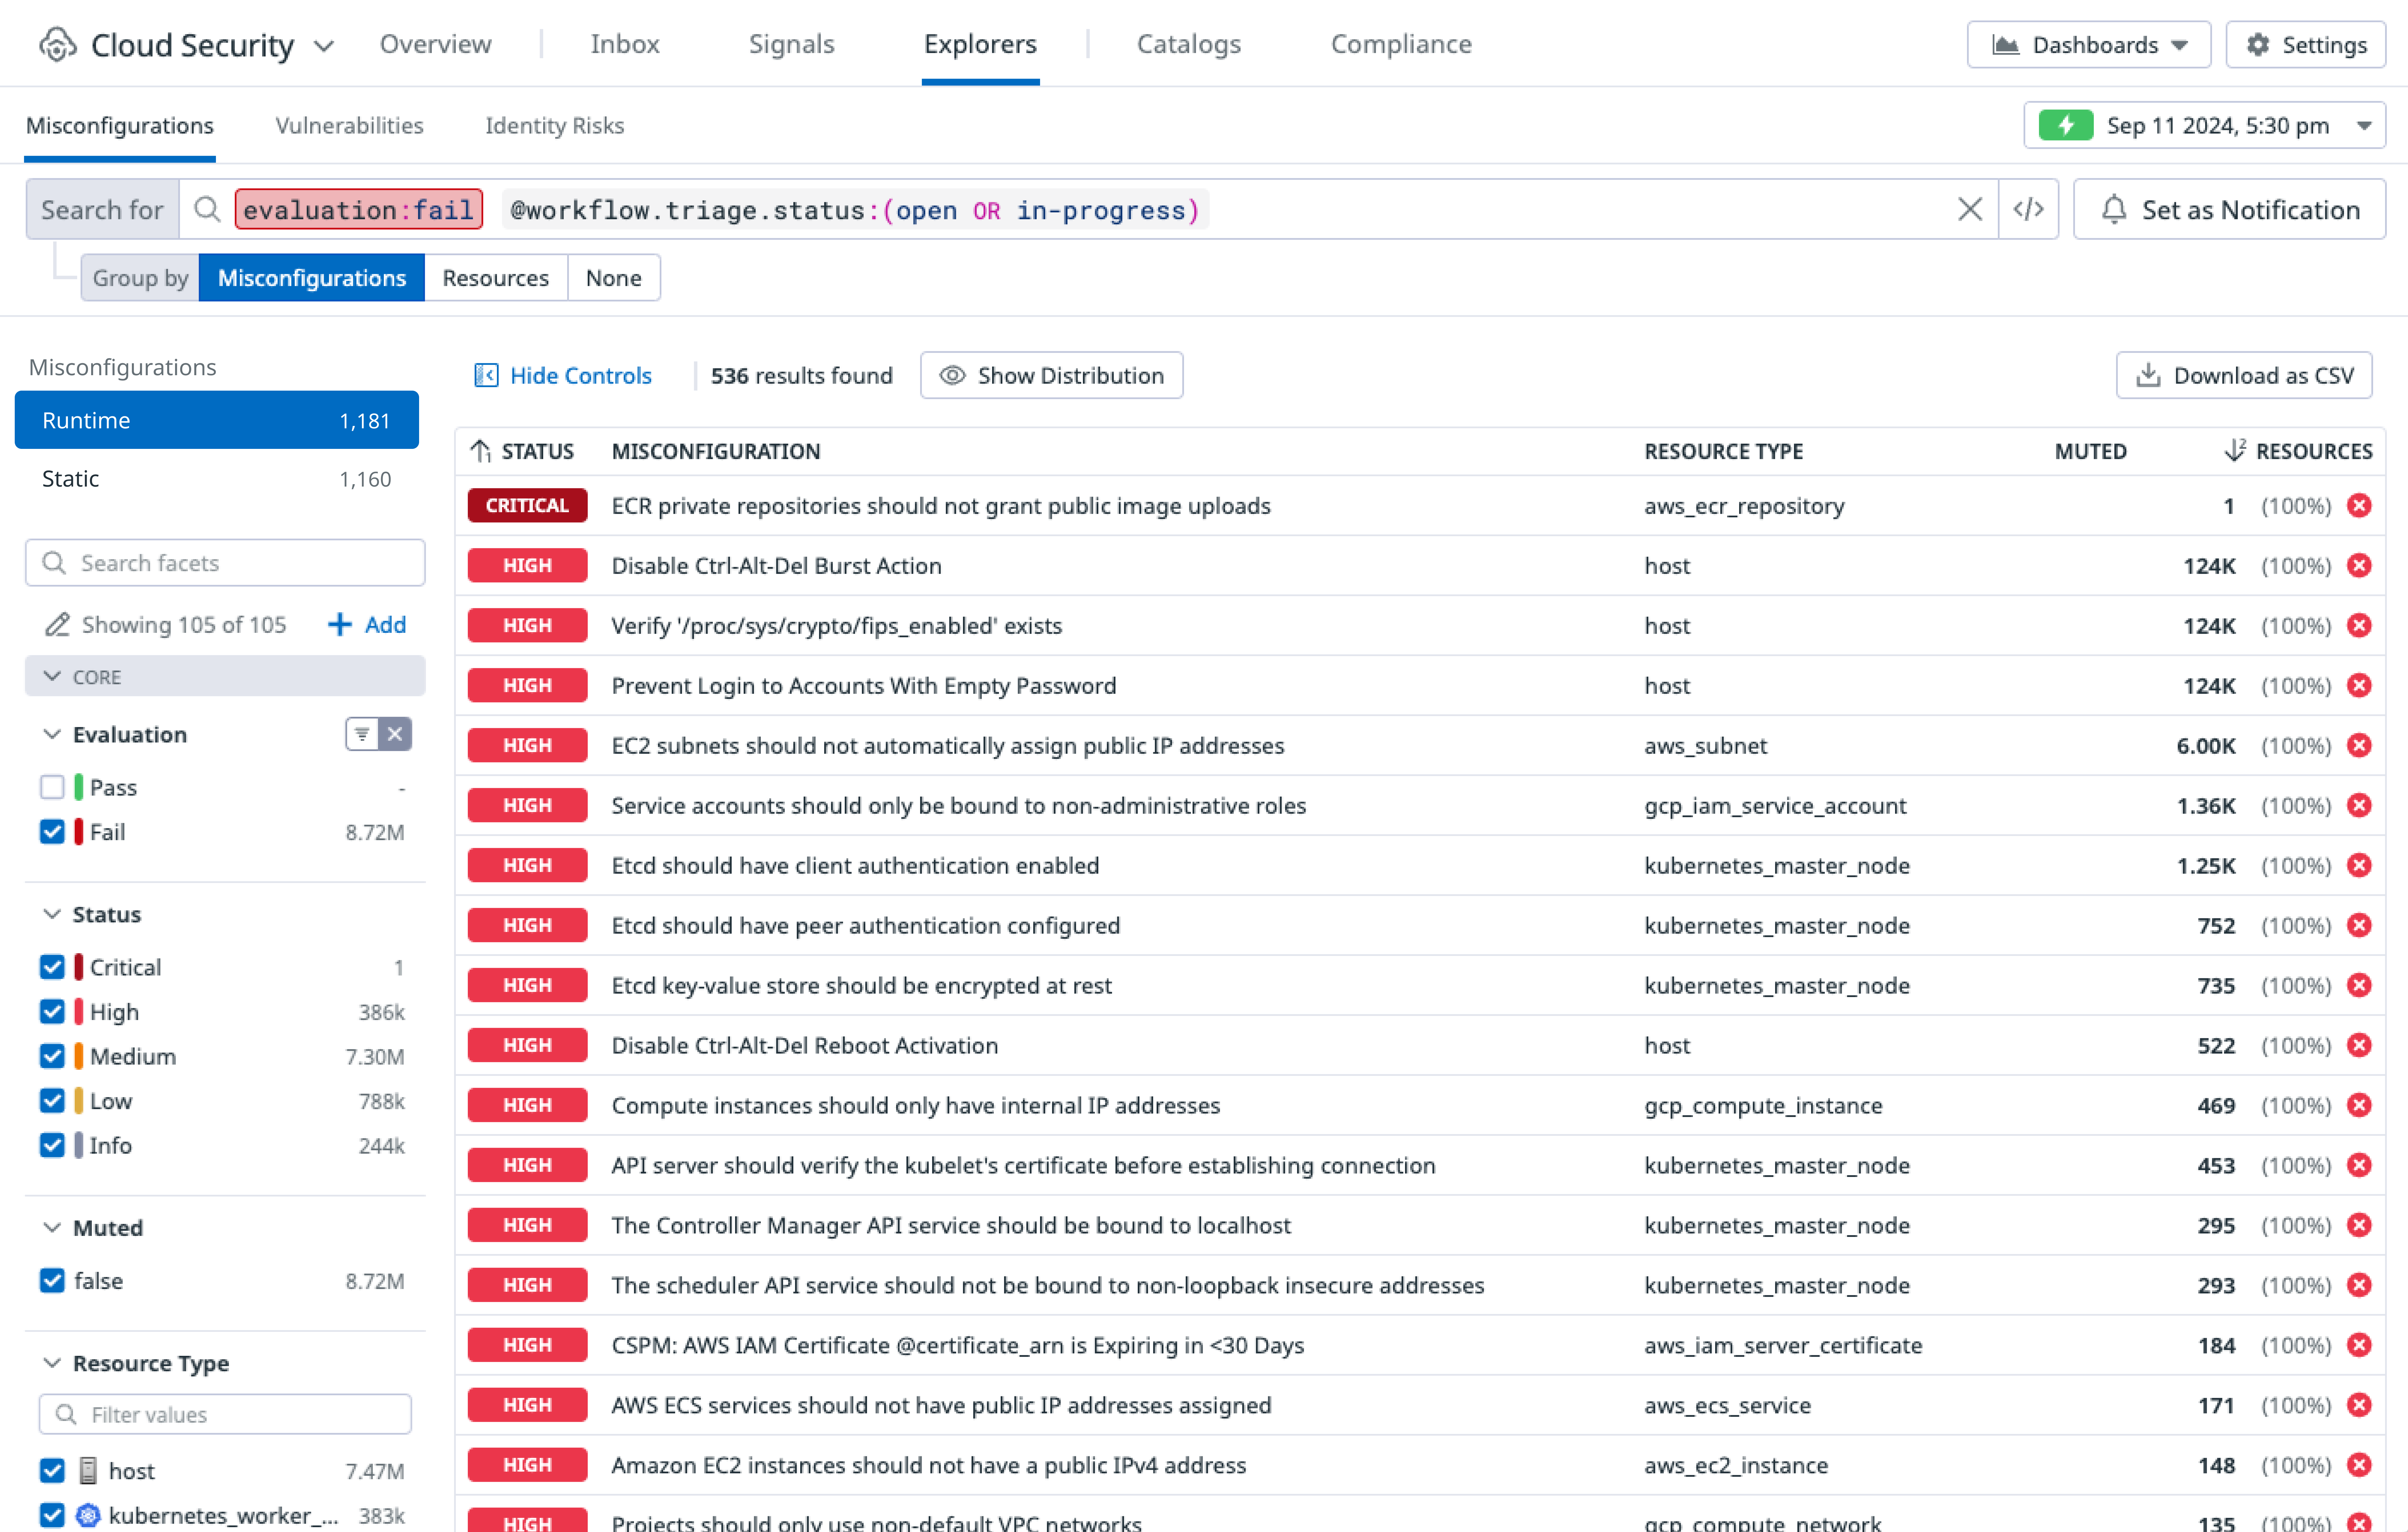 Cloud Security Overview Inbox Signals Explorers Catalogs Compliance Dashboards Settings
Misconfigurations Vulnerabilities Identity Risks Sep 11 2024, 5:30 pm
Search for evaluation:fail @workflow.triage.status:(open OR in-progress) </> Set as Notification
Group by Misconfigurations Resources None
Misconfigurations
Runtime 1,181
Static 1,160
Search facets
Showing 105 of 105 + Add
CORE
Evaluation
Pass -
Fail 8.72M
Status
Critical 1
High 386k
Medium 7.30M
Low 788k
Info 244k
Muted
false 8.72M
Resource Type
Filter values
host 7.47M
kubernetes_worker_... 383k
Hide Controls 536 results found Show Distribution Download as CSV
1 STATUS MISCONFIGURATION RESOURCE TYPE MUTED 2 RESOURCES
CRITICAL ECR private repositories should not grant public image uploads aws_ecr_repository 1 (100%)
HIGH Disable Ctrl-Alt-Del Burst Action host 124K (100%)
HIGH Verify '/proc/sys/crypto/fips_enabled' exists host 124K (100%)
HIGH Prevent Login to Accounts With Empty Password host 124K (100%)
HIGH EC2 subnets should not automatically assign public IP addresses aws_subnet 6.00K (100%)
HIGH Service accounts should only be bound to non-administrative roles gcp_iam_service_account 1.36K (100%)
HIGH Etcd should have client authentication enabled kubernetes_master_node 1.25K (100%)
HIGH Etcd should have peer authentication configured kubernetes_master_node 752 (100%)
HIGH Etcd key-value store should be encrypted at rest kubernetes_master_node 735 (100%)
HIGH Disable Ctrl-Alt-Del Reboot Activation host 522 (100%)
HIGH Compute instances should only have internal IP addresses gcp_compute_instance 469 (100%)
HIGH API server should verify the kubelet's certificate before establishing connection kubernetes_master_node 453 (100%)
HIGH The Controller Manager API service should be bound to localhost kubernetes_master_node 295 (100%)
HIGH The scheduler API service should not be bound to non-loopback insecure addresses kubernetes_master_node 293 (100%)
HIGH CSPM: AWS IAM Certificate @certificate_arn is Expiring in <30 Days aws_iam_server_certificate 184 (100%)
HIGH AWS ECS services should not have public IP addresses assigned aws_ecs_service 171 (100%)
HIGH Amazon EC2 instances should not have a public IPv4 address aws_ec2_instance 148 (100%)
HIGH Projects should only use non-default VPC networks gcp_compute_network 135 (100%)